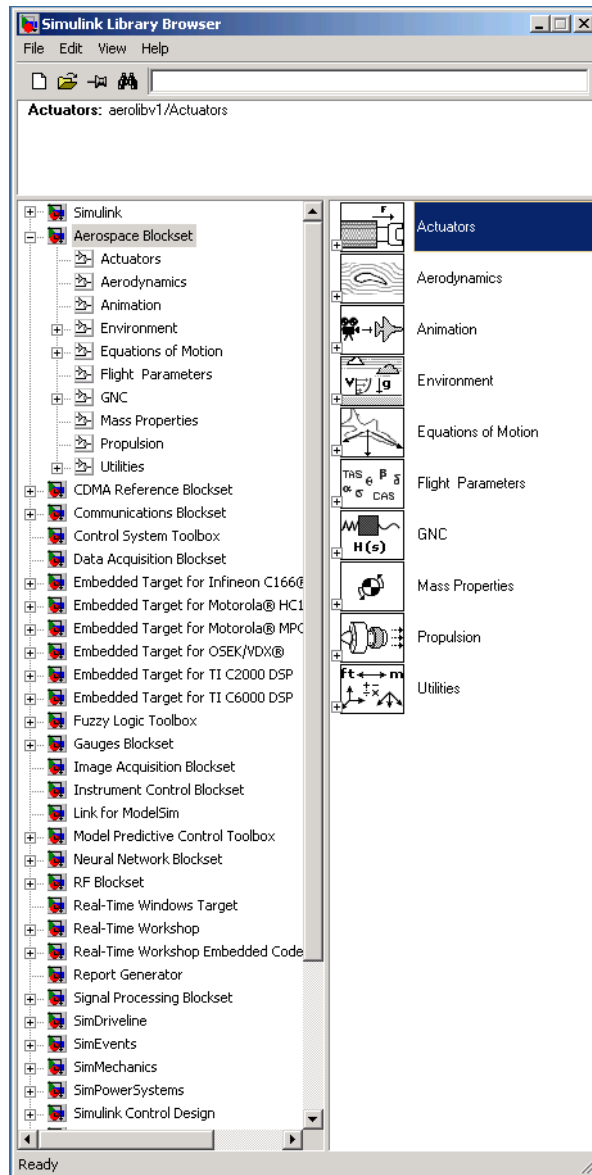 Simulink Library Browser
File Edit View Help
Actuators: aerolibv1/Actuators
Simulink
Aerospace Blockset
Actuators
Aerodynamics
Animation
Environment
Equations of Motion
Flight Parameters
GNC
Mass Properties
Propulsion
Utilities
CDMA Reference Blockset
Communications Blockset
Control System Toolbox
Data Acquisition Blockset
Embedded Target for Infineon C166®
Embedded Target for Motorola® HC1
Embedded Target for Motorola® MPC
Embedded Target for OSEK/VDX®
Embedded Target for TI C2000 DSP
Embedded Target for TI C6000 DSP
Fuzzy Logic Toolbox
Gauges Blockset
Image Acquisition Blockset
Instrument Control Blockset
Link for ModelSim
Model Predictive Control Toolbox
Neural Network Blockset
RF Blockset
Real-Time Windows Target
Real-Time Workshop
Real-Time Workshop Embedded Code
Report Generator
Signal Processing Blockset
SimDriveline
SimEvents
SimMechanics
SimPowerSystems
Simulink Control Design
F
Actuators
Aerodynamics
Animation
V g
Environment
Equations of Motion
TAS θ β δ
α σ CAS
Flight Parameters
H(s)
GNC
Mass Properties
Propulsion
ft m
+ − ÷ ×
Utilities
Ready